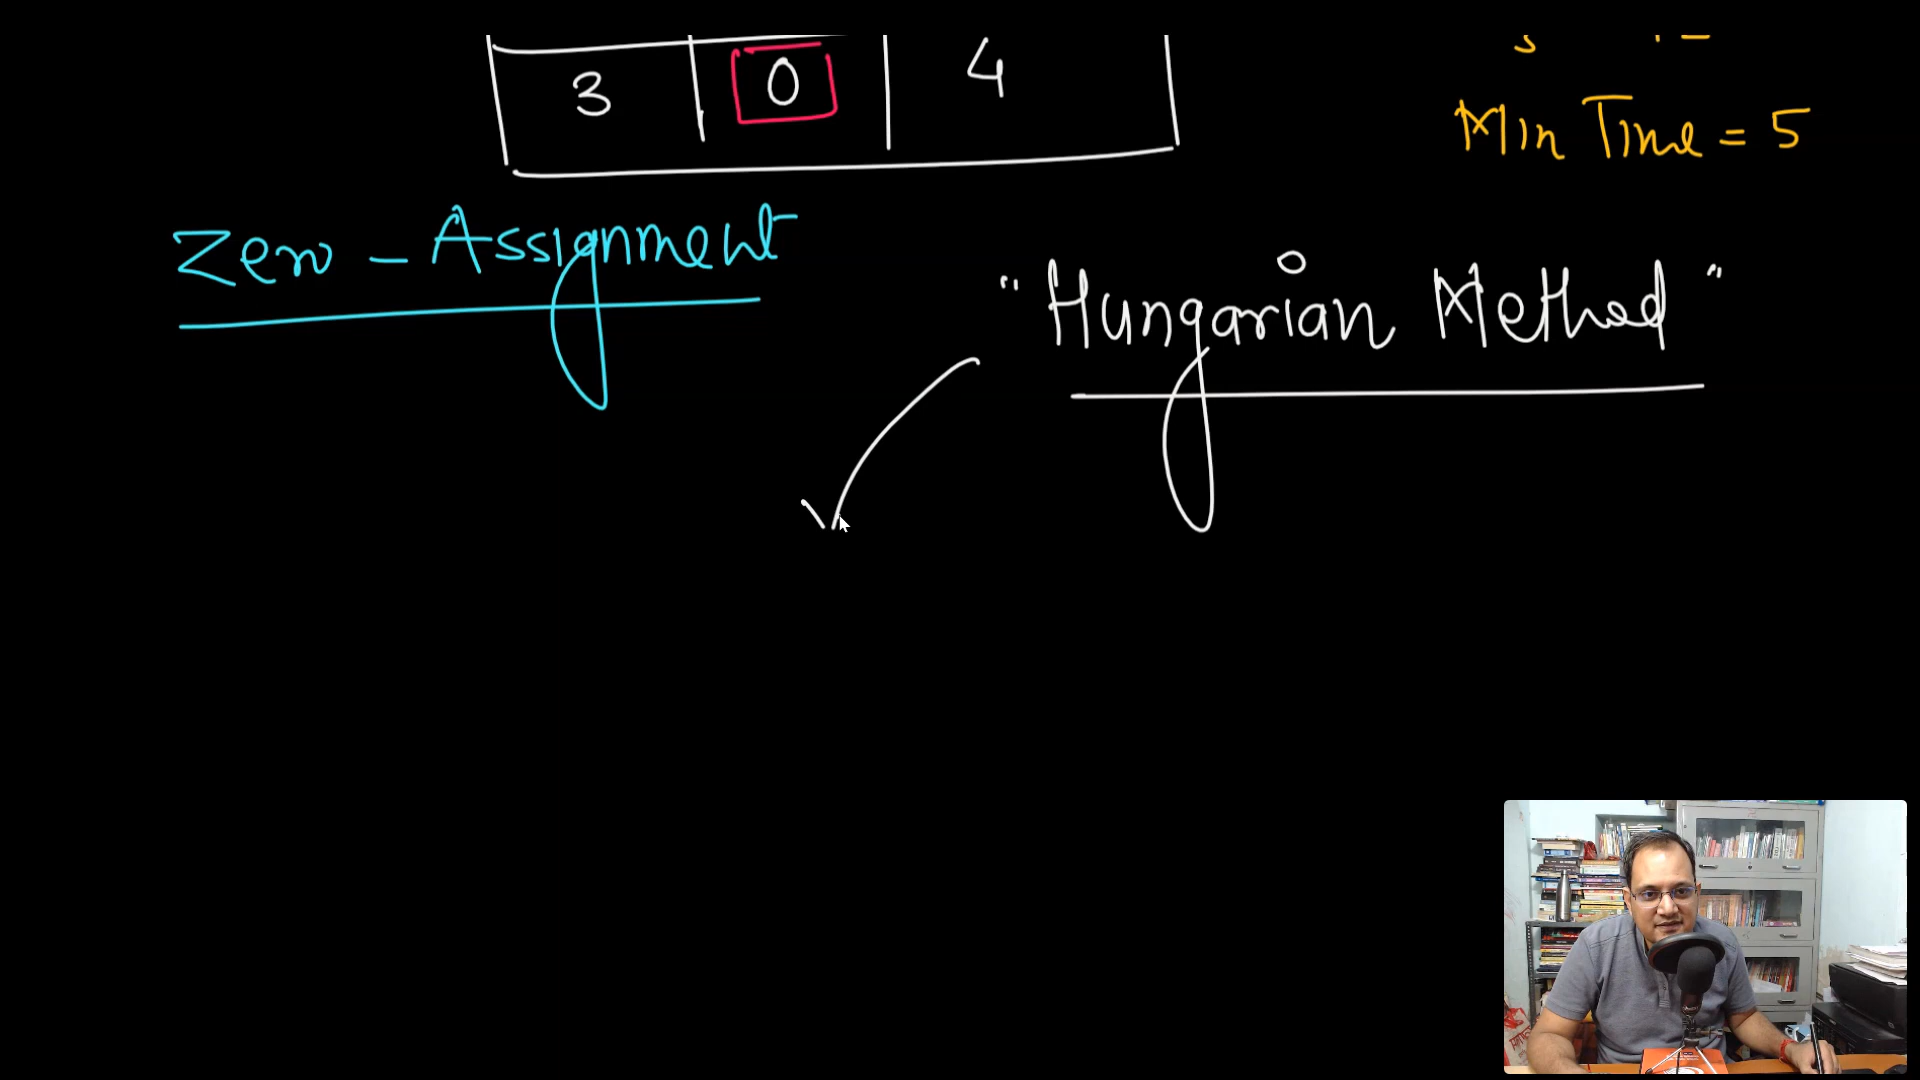 3 0 4
Min Time = 5
Zero - Assignment
"Hungarian Method"